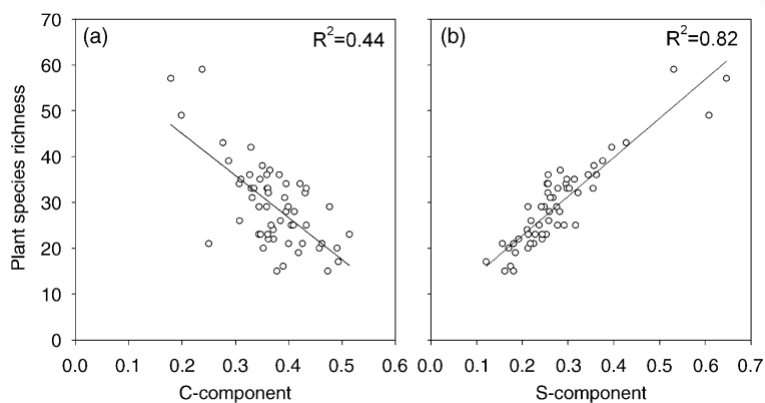 70
60
50
40
30
20
10
0
Plant species richness
(a)
R²=0.44
0.0 0.1 0.2 0.3 0.4 0.5 0.6
C-component
(b)
R²=0.82
0.0 0.1 0.2 0.3 0.4 0.5 0.6 0.7
S-component